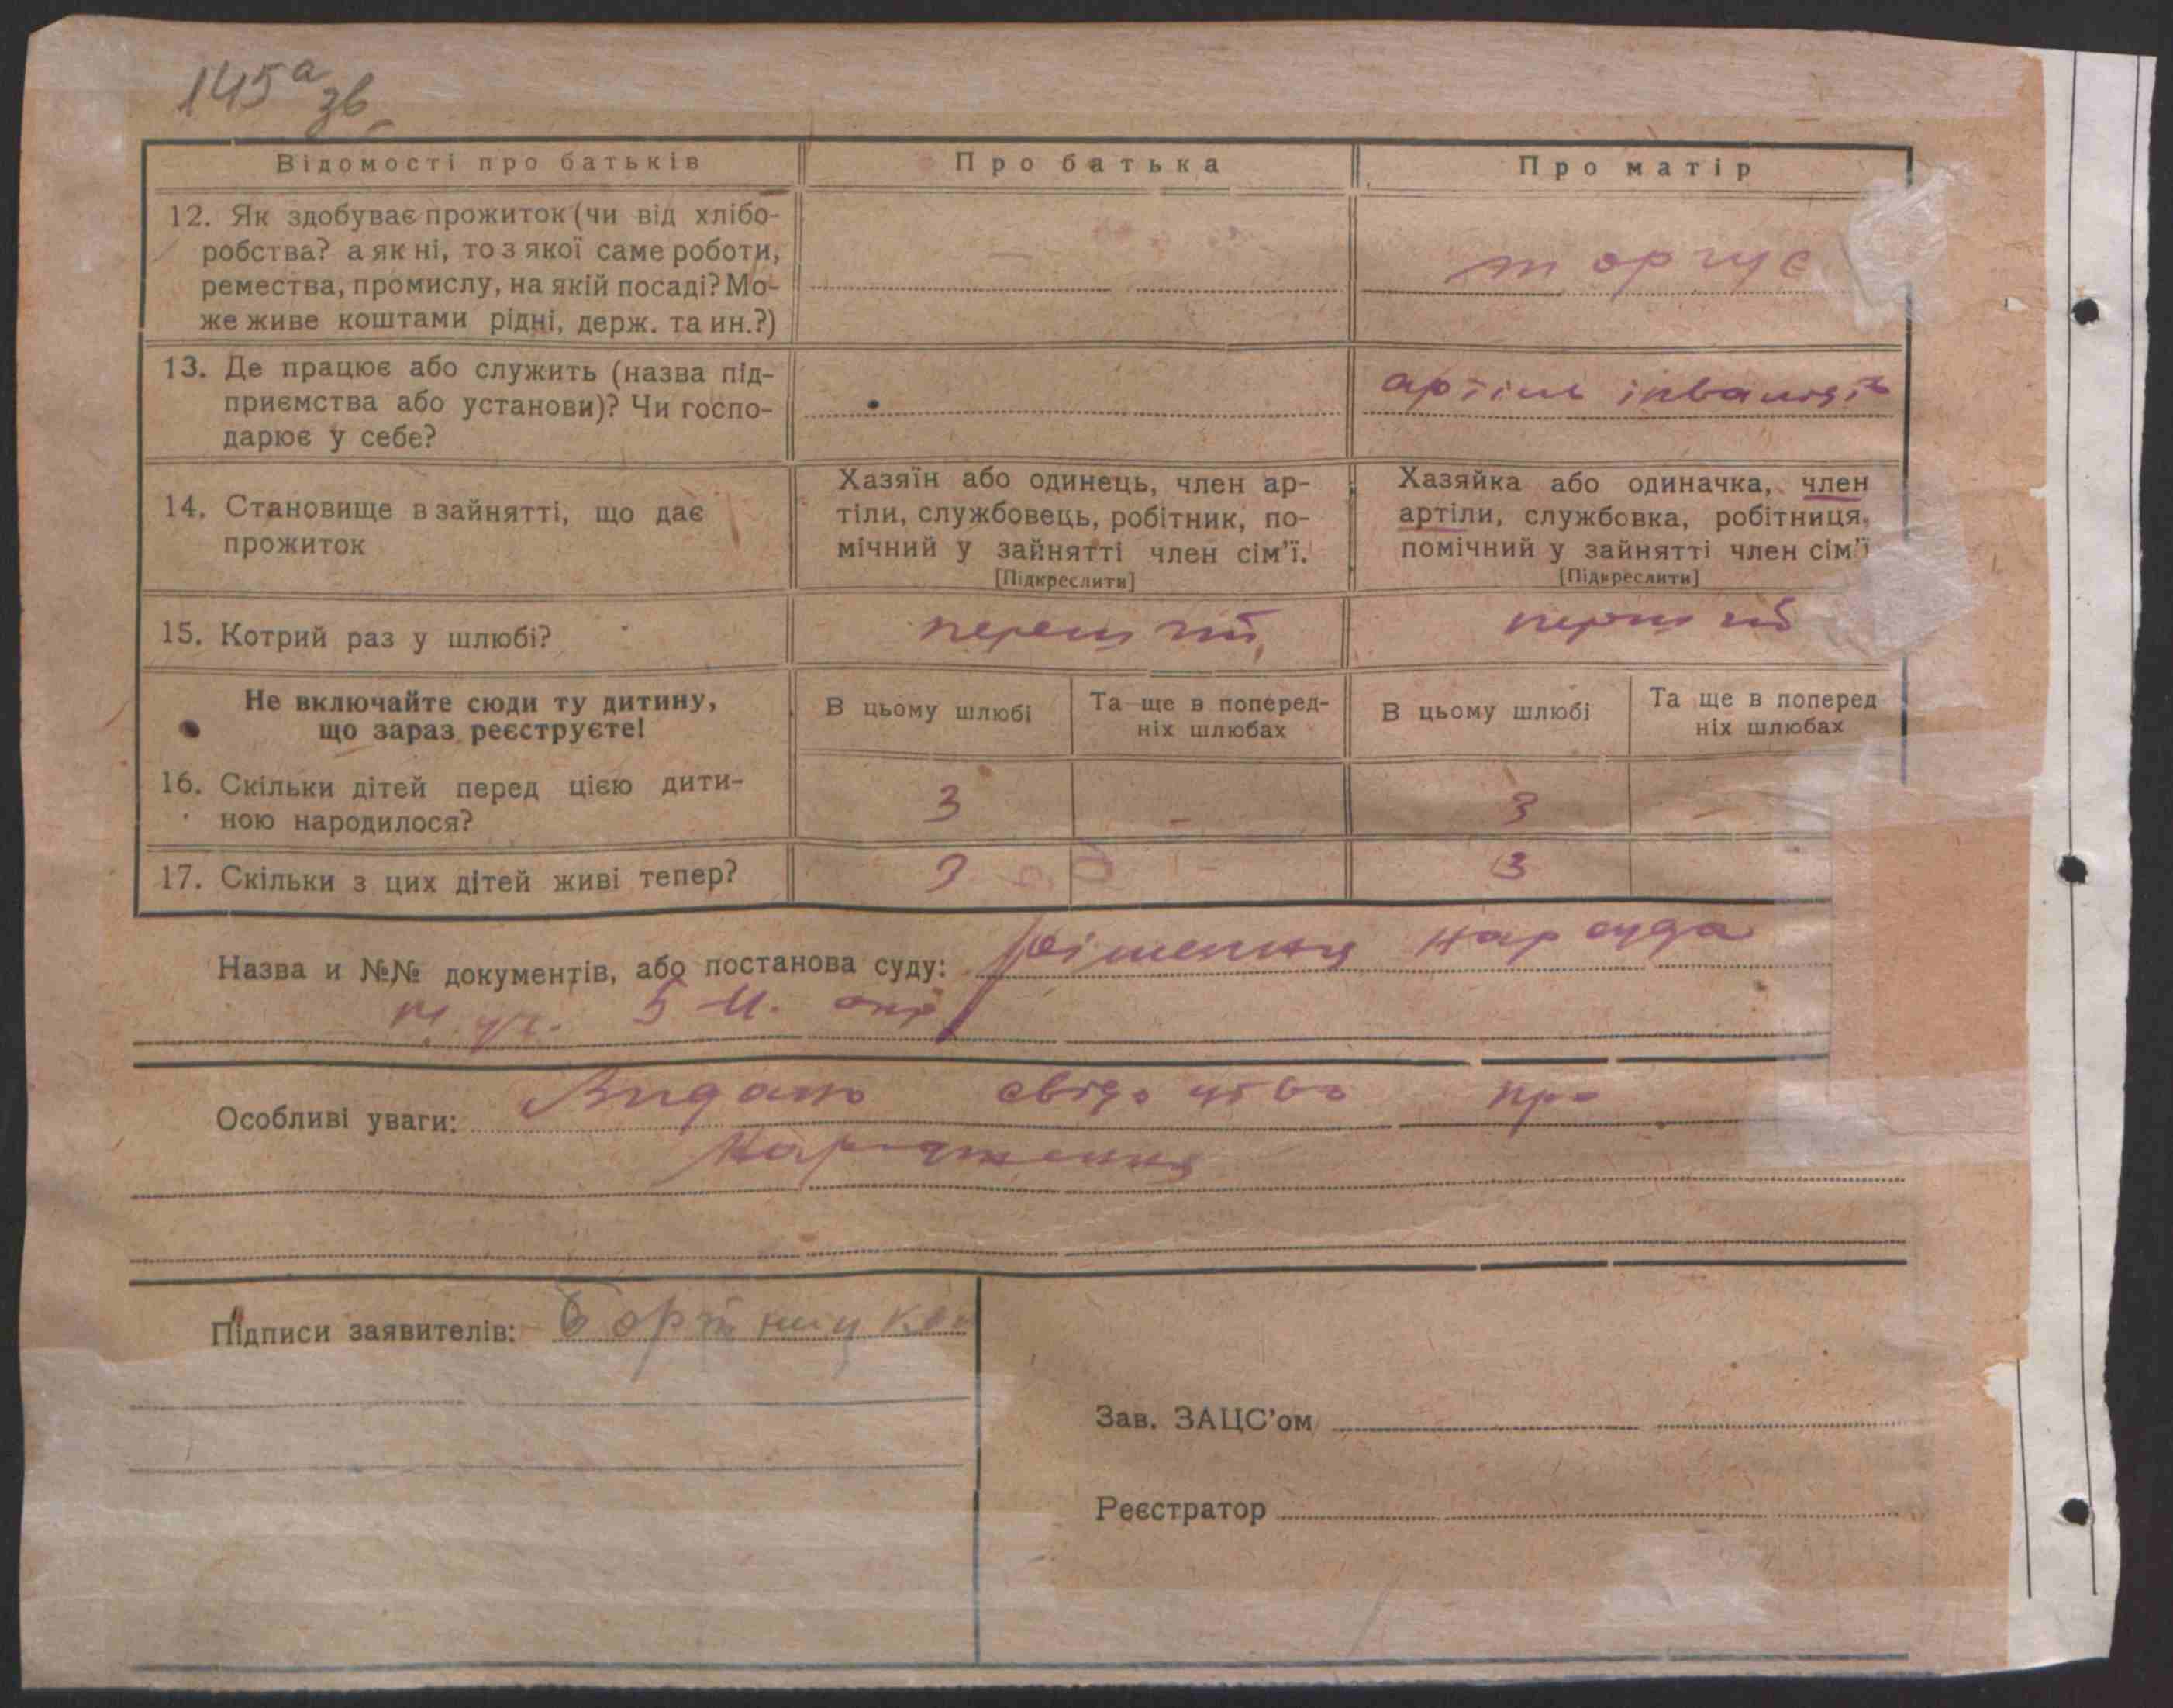 145а зв
Відомості про батьків
Про батька
Про матір
12. Як здобуває прожиток (чи від хлібо-
робства? а як ні, то з якої саме роботи,
ремества, промислу, на якій посаді? Мо-
же живе коштами рідні, держ. та ин.?)
торгує
13. Де працює або служить (назва під-
приємства або установи)? Чи госпо-
дарює у себе?
артіль інвалідів
14. Становище в зайнятті, що дає
прожиток
Хазяїн або одинець, член ар-
тіли, службовець, робітник, по-
мічний у зайнятті член сім'ї.
[Підкреслити]
Хазяйка або одиначка, член
артіли, службовка, робітниця,
помічний у зайнятті член сім'ї
[Підкреслити]
15. Котрий раз у шлюбі?
перший
Не включайте сюди ту дитину,
що зараз реєструєте!
В цьому шлюбі
Та ще в поперед-
ніх шлюбах
В цьому шлюбі
Та ще в поперед
ніх шлюбах
16. Скільки дітей перед цією дити-
ною народилося?
3
-
3
-
17. Скільки з цих дітей живі тепер?
3
-
3
Назва и №№ документів, або постанова суду: рішення нарсуда
5
Особливі уваги: Видано свідоцтво про
народження
Підписи заявителів:
Зав. ЗАЦС'ом
Реєстратор